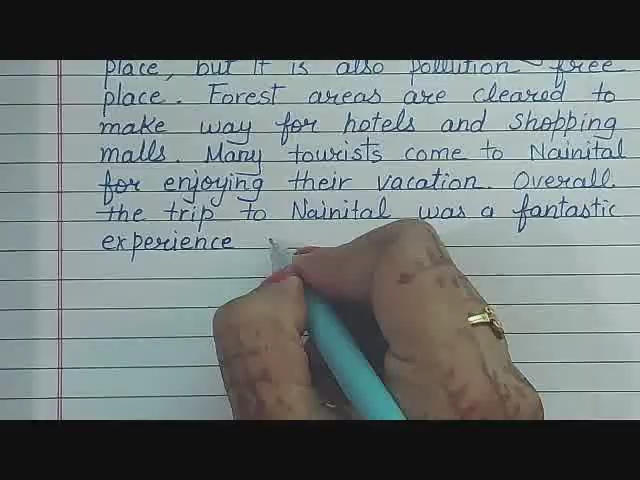 place, but it is also pollution free
place. Forest areas are cleared to
make way for hotels and shopping
malls. Many tourists come to Nainital
for enjoying their vacation. Overall
the trip to Nainital was a fantastic
experience